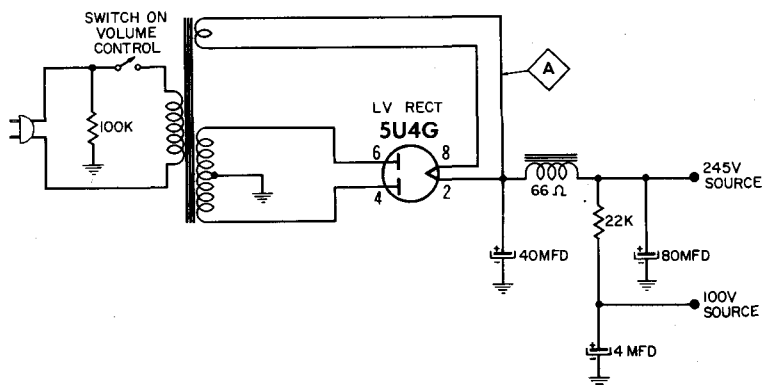 SWITCH ON
VOLUME
CONTROL
100K
A
LV RECT
5U4G
6
8
4
2
66 Ω
245V
SOURCE
22K
40MFD
80MFD
100V
SOURCE
4 MFD
+
-
+
-
+
-